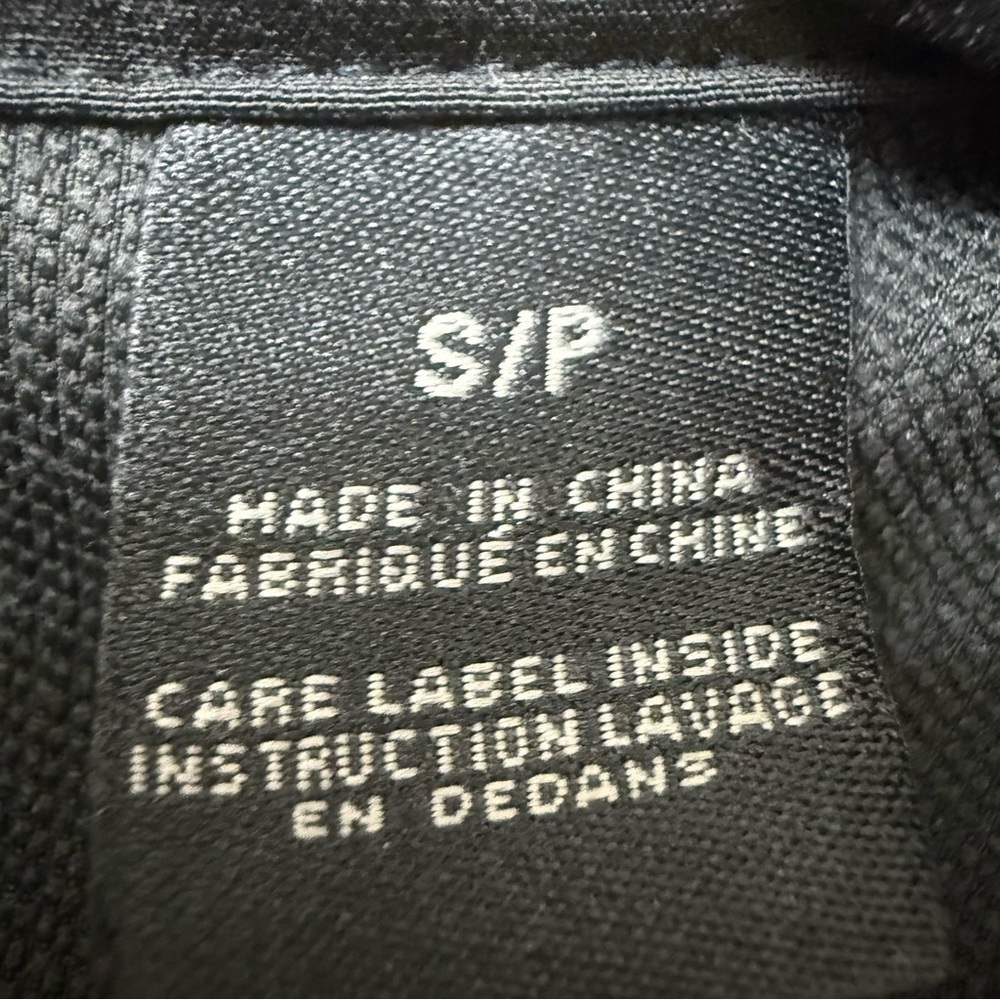 S/P
MADE IN CHINA
FABRIQUÉ EN CHINE
CARE LABEL INSIDE
INSTRUCTION LAVAGE
EN DEDANS